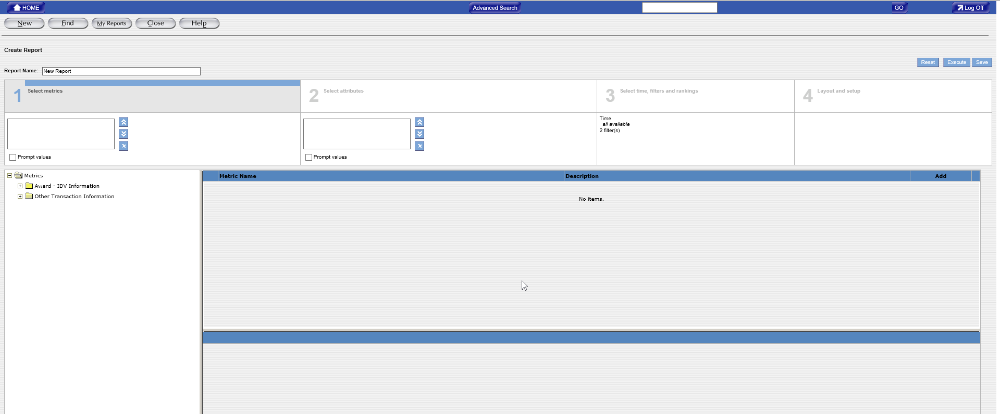 HOME
Advanced Search
GO
Log Off
New
Find
My Reports
Close
Help
Create Report
Reset
Execute
Save
Report Name: New Report
1 Select metrics
2 Select attributes
3 Select time, filters and rankings
4 Layout and setup
Time
all available
2 filter(s)
Prompt values
Prompt values
Metrics
Award - IDV Information
Other Transaction Information
Metric Name
Description
Add
No items.